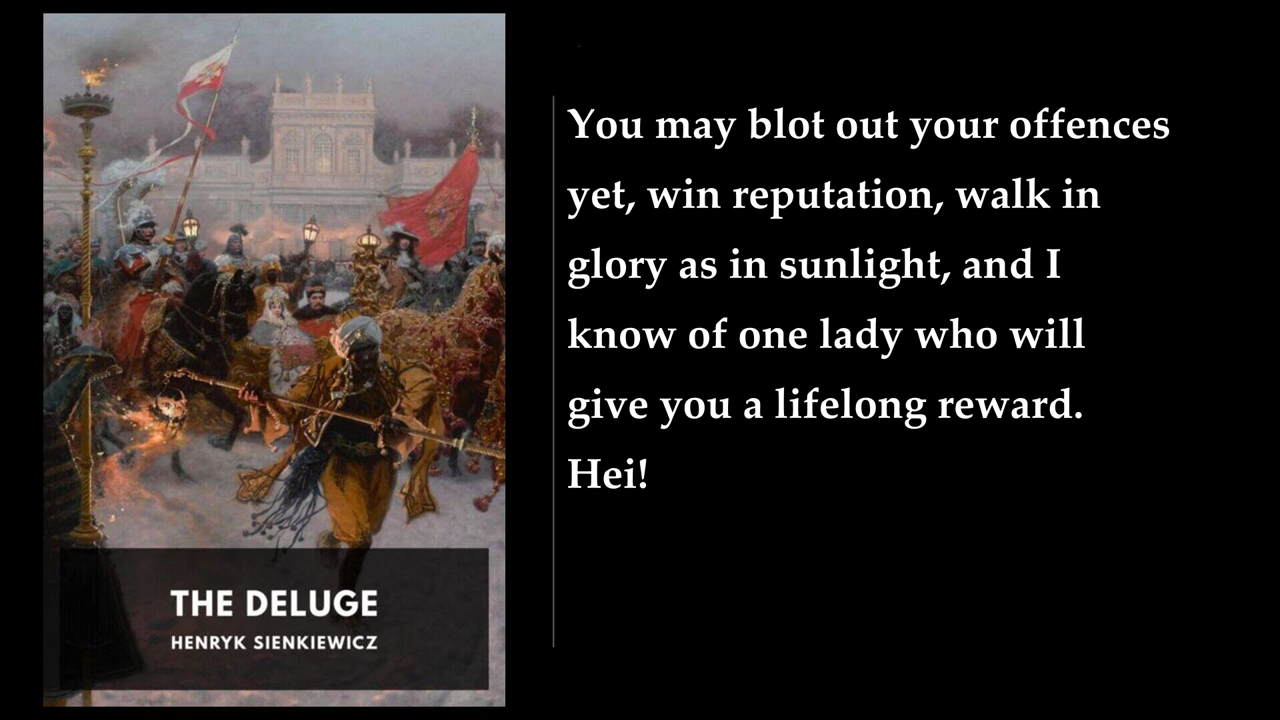 You may blot out your offences
yet, win reputation, walk in
glory as in sunlight, and I
know of one lady who will
give you a lifelong reward.
Hei!
THE DELUGE
HENRYK SIENKIEWICZ